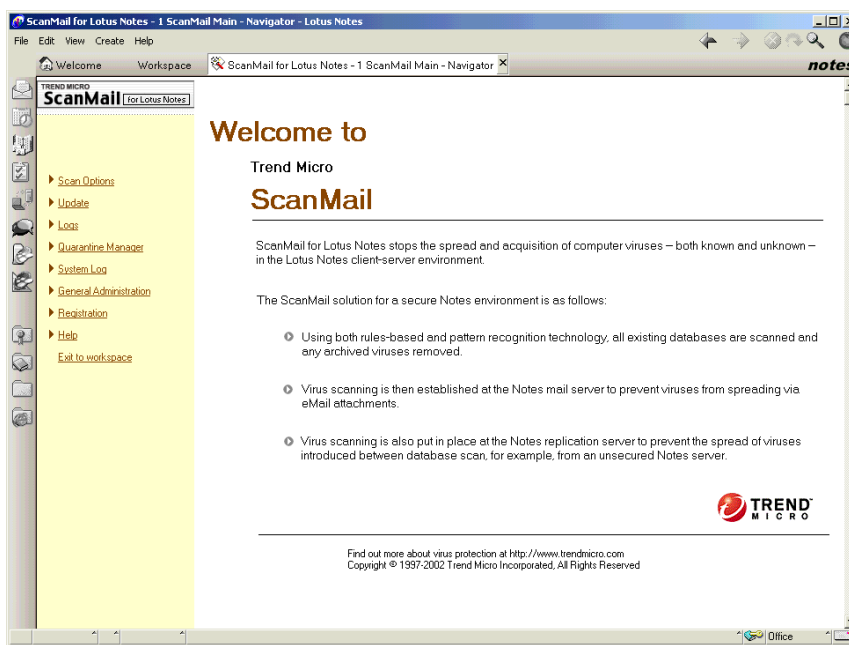 ScanMail for Lotus Notes - 1 ScanMail Main - Navigator - Lotus Notes
File Edit View Create Help
Welcome Workspace ScanMail for Lotus Notes - 1 ScanMail Main - Navigator
notes
TREND MICRO
ScanMail for Lotus Notes
Scan Options
Update
Logs
Quarantine Manager
System Log
General Administration
Registration
Help
Exit to workspace
Welcome to
Trend Micro
ScanMail
ScanMail for Lotus Notes stops the spread and acquisition of computer viruses – both known and unknown –
in the Lotus Notes client-server environment.
The ScanMail solution for a secure Notes environment is as follows:
Using both rules-based and pattern recognition technology, all existing databases are scanned and
any archived viruses removed.
Virus scanning is then established at the Notes mail server to prevent viruses from spreading via
eMail attachments.
Virus scanning is also put in place at the Notes replication server to prevent the spread of viruses
introduced between database scan, for example, from an unsecured Notes server.
TREND
MICRO
Find out more about virus protection at http://www.trendmicro.com
Copyright © 1997-2002 Trend Micro Incorporated, All Rights Reserved
Office